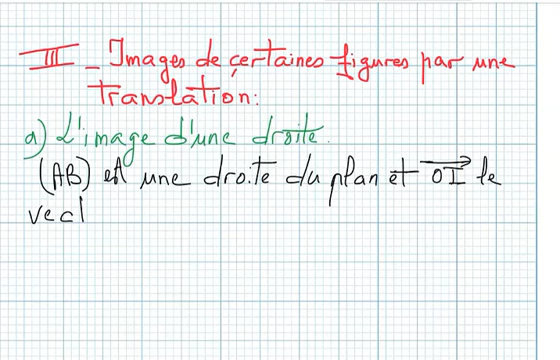 III _ Images de certaines figures par une
translation:
a) L'image d'une droite.
(AB) est une droite du plan et OI le
vect